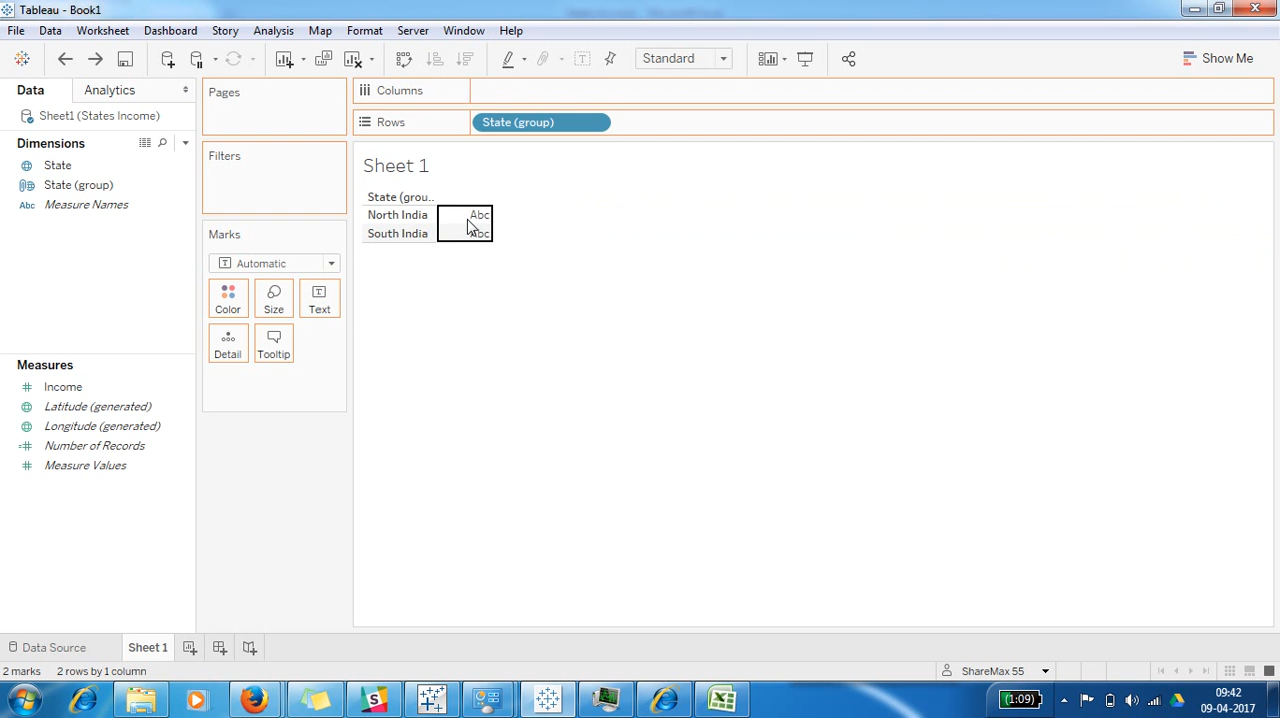 Tableau - Book1
File Data Worksheet Dashboard Story Analysis Map Format Server Window Help
Standard
Show Me
Data Analytics
Sheet1 (States Income)
Dimensions
State
State (group)
Abc Measure Names
Measures
Income
Latitude (generated)
Longitude (generated)
Number of Records
Measure Values
Pages
Filters
Marks
Automatic
Color Size Text
Detail Tooltip
Columns
Rows State (group)
Sheet 1
State (grou..
North India Abc
South India Abc
Data Source Sheet 1
2 marks 2 rows by 1 column
ShareMax 55
(1:09)
09:42
09-04-2017